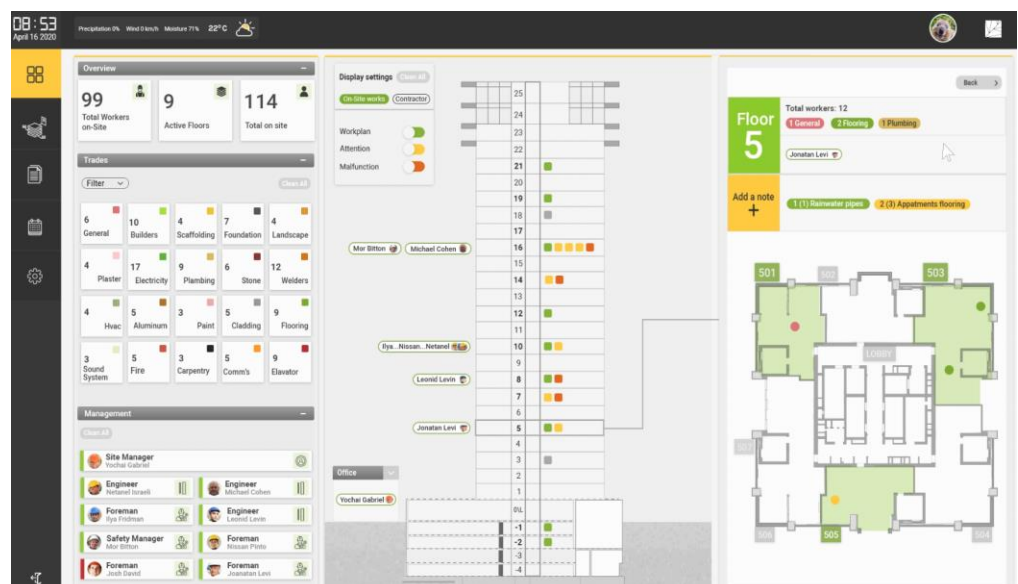 08 : 53
April 16 2020
Precipitation 0% Wind 0 km/h Moisture 71% 22°C
Overview
99
Total Workers
on-Site
9
Active Floors
114
Total on site
Trades
Filter
Clear All
6
General
10
Builders
4
Scaffolding
7
Foundation
4
Landscape
4
Plaster
17
Electricity
9
Plambing
6
Stone
12
Welders
4
Hvac
5
Aluminum
3
Paint
5
Cladding
9
Flooring
3
Sound
System
5
Fire
3
Carpentry
5
Comm's
9
Elavator
Management
Clear All
Site Manager
Yochai Gabriel
Engineer
Netanel Israeli
Engineer
Michael Cohen
Foreman
Ilya Fridman
Engineer
Leonid Levin
Safety Manager
Mor Bitton
Foreman
Nissan Pinto
Foreman
Josh David
Foreman
Joanatan Levi
Display settings Clear All
On-Site works Contractor
Workplan
Attention
Malfunction
25
24
23
22
21
20
19
18
17
Mor Bitton Michael Cohen 16
15
14
13
12
11
Ilya...Nissan...Netanel 10
9
Leonid Levin 8
7
6
Jonatan Levi 5
4
3
2
1
0\L
-1
-2
-3
-4
Office
Yochai Gabriel
Back >
Floor
5
Total workers: 12
1 General 2 Flooring 1 Plumbing
Jonatan Levi
Add a note
+
1 (1) Rainwater pipes 2 (3) Appatments flooring
501
502
503
LOBBY
507
506
505
504